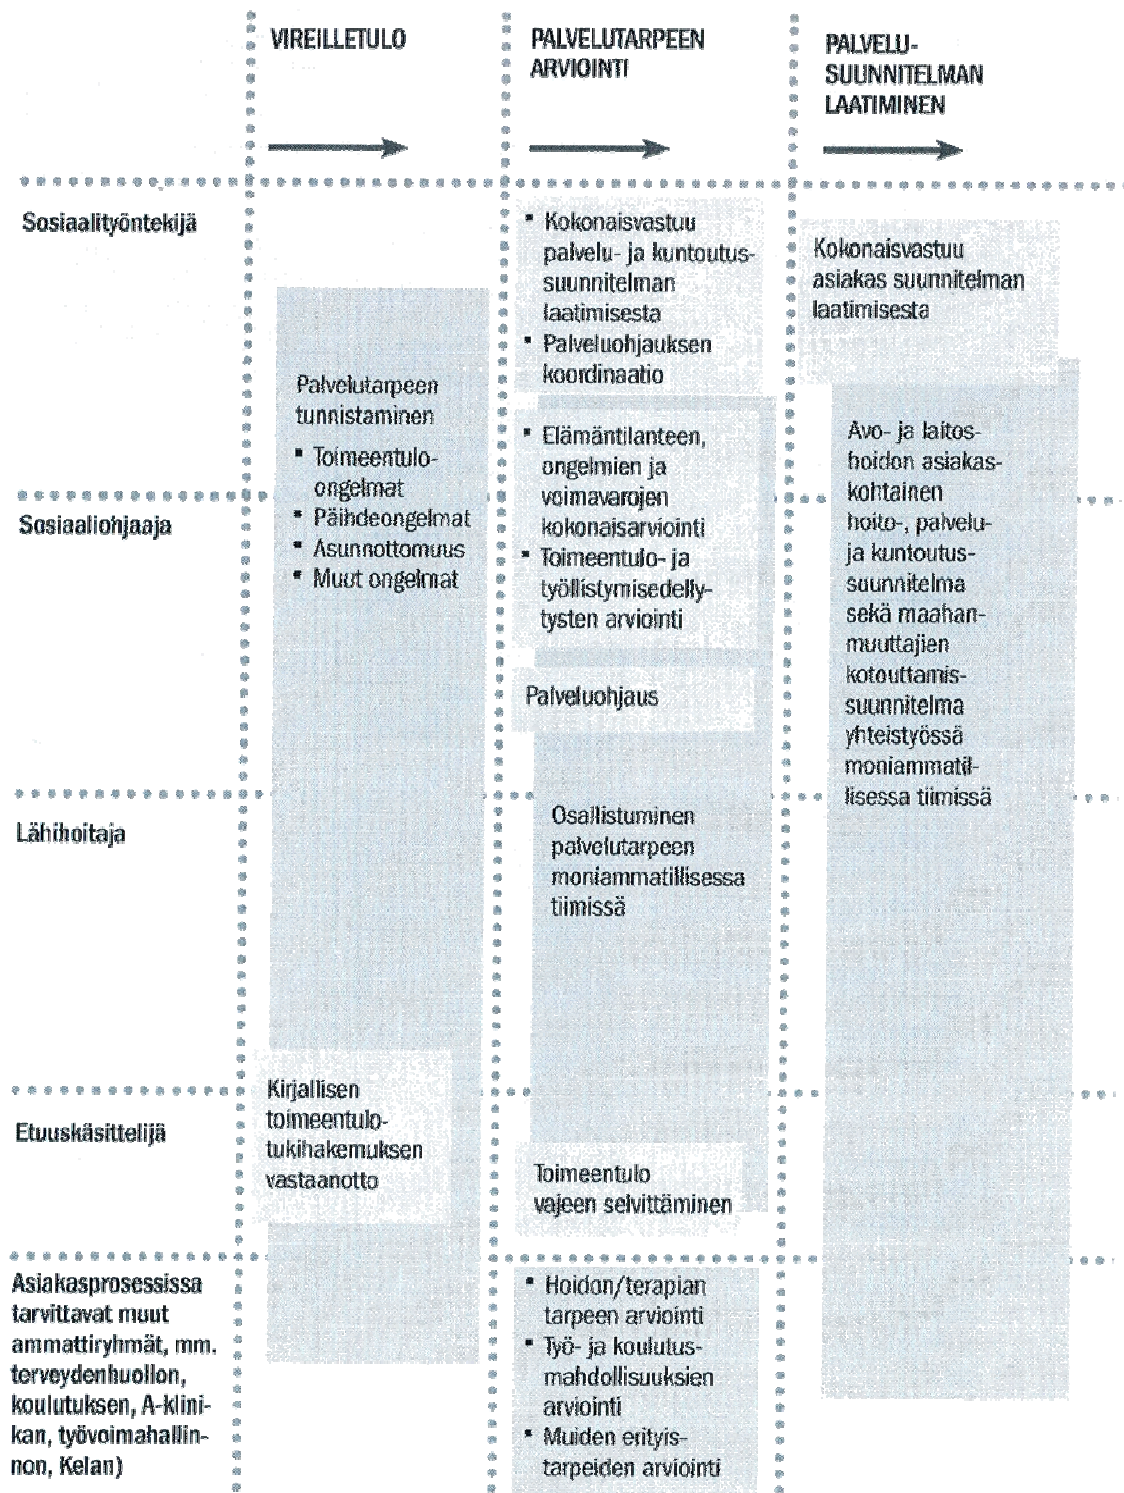 VIREILLETULO
PALVELUTARPEEN
ARVIOINTI
PALVELU-
SUUNNITELMAN
LAATIMINEN
Sosiaalityöntekijä
Palvelutarpeen
tunnistaminen
▪ Toimeentulo-
ongelmat
▪ Päihdeongelmat
▪ Asunnottomuus
▪ Muut ongelmat
▪ Kokonaisvastuu
palvelu- ja kuntoutus-
suunnitelman
laatimisesta
▪ Palveluohjauksen
koordinaatio
Kokonaisvastuu
asiakas suunnitelman
laatimisesta
▪ Elämäntilanteen,
ongelmien ja
voimavarojen
kokonaisarviointi
▪ Toimeentulo- ja
työllistymisedelly-
tysten arviointi
Avo- ja laitos-
hoidon asiakas-
kohtainen
hoito-, palvelu-
ja kuntoutus-
suunnitelma
sekä maahan-
muuttajien
kotouttamis-
suunnitelma
yhteistyössä
moniammatil-
lisessa tiimissä
Sosiaaliohjaaja
Palveluohjaus
Lähihoitaja
Osallistuminen
palvelutarpeen
moniammatillisessa
tiimissä
Etuuskäsittelijä
Kirjallisen
toimeentulo-
tukihakemuksen
vastaanotto
Toimeentulo
vajeen selvittäminen
Asiakasprosessissa
tarvittavat muut
ammattiryhmät, mm.
terveydenhuollon,
koulutuksen, A-klini-
kan, työvoimahallin-
non, Kelan)
▪ Hoidon/terapian
tarpeen arviointi
▪ Työ- ja koulutus-
mahdollisuuksien
arviointi
▪ Muiden erityis-
tarpeiden arviointi